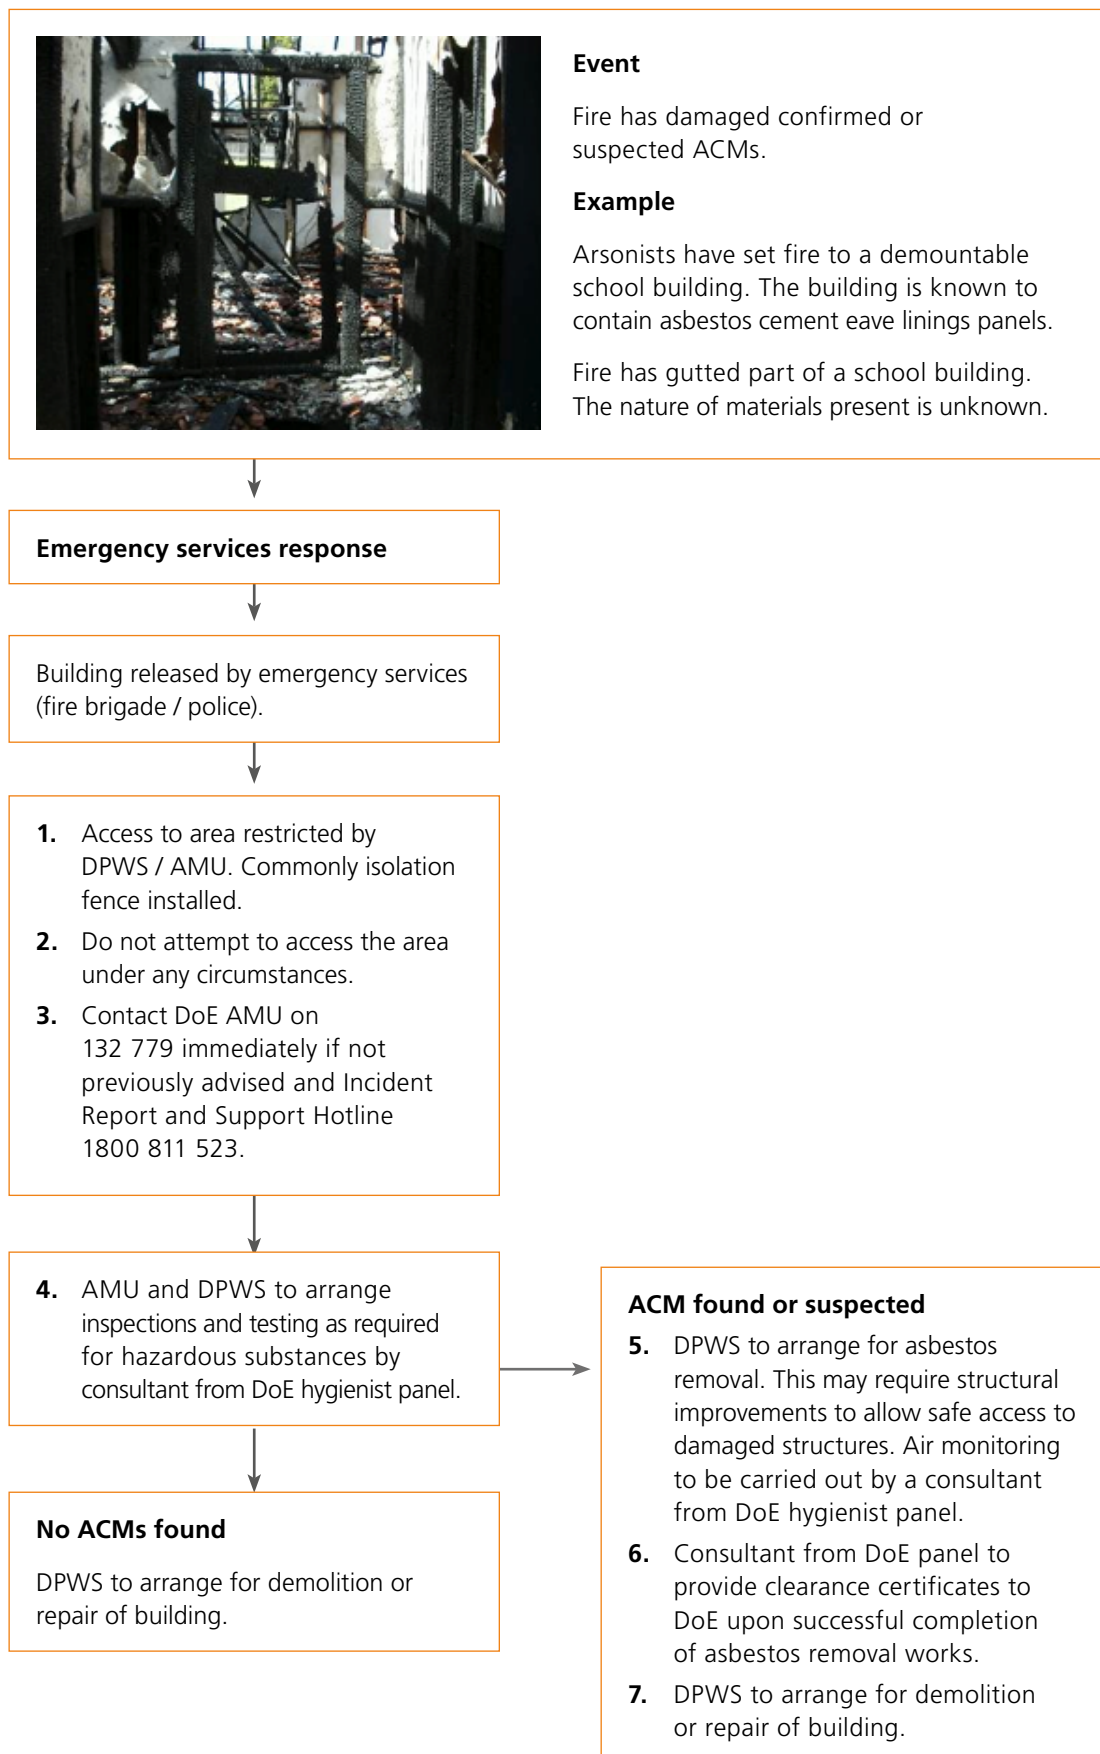 Event
Fire has damaged confirmed or
suspected ACMs.
Example
Arsonists have set fire to a demountable
school building. The building is known to
contain asbestos cement eave linings panels.
Fire has gutted part of a school building.
The nature of materials present is unknown.
Emergency services response
Building released by emergency services
(fire brigade / police).
1. Access to area restricted by
DPWS / AMU. Commonly isolation
fence installed.
2. Do not attempt to access the area
under any circumstances.
3. Contact DoE AMU on
132 779 immediately if not
previously advised and Incident
Report and Support Hotline
1800 811 523.
4. AMU and DPWS to arrange
inspections and testing as required
for hazardous substances by
consultant from DoE hygienist panel.
No ACMs found
DPWS to arrange for demolition or
repair of building.
ACM found or suspected
5. DPWS to arrange for asbestos
removal. This may require structural
improvements to allow safe access to
damaged structures. Air monitoring
to be carried out by a consultant
from DoE hygienist panel.
6. Consultant from DoE panel to
provide clearance certificates to
DoE upon successful completion
of asbestos removal works.
7. DPWS to arrange for demolition
or repair of building.